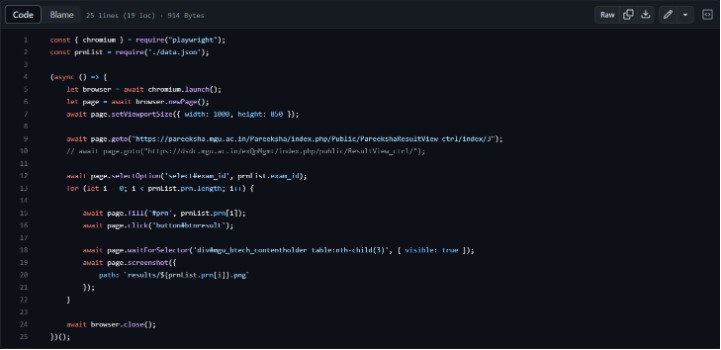 Code Blame 25 lines (19 loc) · 914 Bytes Raw
1 const { chromium } = require("playwright");
2 const prnList = require('./data.json');
3
4 (async () => {
5 let browser = await chromium.launch();
6 let page = await browser.newPage();
7 await page.setViewportSize({ width: 1000, height: 850 });
8
9 await page.goto("https://pareeksha.mgu.ac.in/Pareeksha/index.php/Public/PareekshaResultView_ctrl/index/3");
10 // await page.goto("https://dsdc.mgu.ac.in/exQpMgmt/index.php/public/ResultView_ctrl/");
11
12 await page.selectOption('select#exam_id', prnList.exam_id);
13 for (let i = 0; i < prnList.prn.length; i++) {
14
15 await page.fill('#prn', prnList.prn[i]);
16 await page.click('button#btnresult');
17
18 await page.waitForSelector("div#mgu_btech_contentholder table:nth-child(3)", { visible: true });
19 await page.screenshot({
20 path: `results/${prnList.prn[i]}.png`
21 });
22 }
23
24 await browser.close();
25 })();